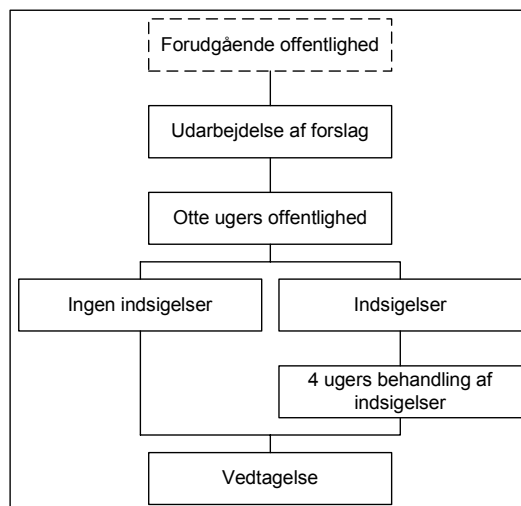 Forudgående offentlighed
Udarbejdelse af forslag
Otte ugers offentlighed
Ingen indsigelser
Indsigelser
4 ugers behandling af
indsigelser
Vedtagelse